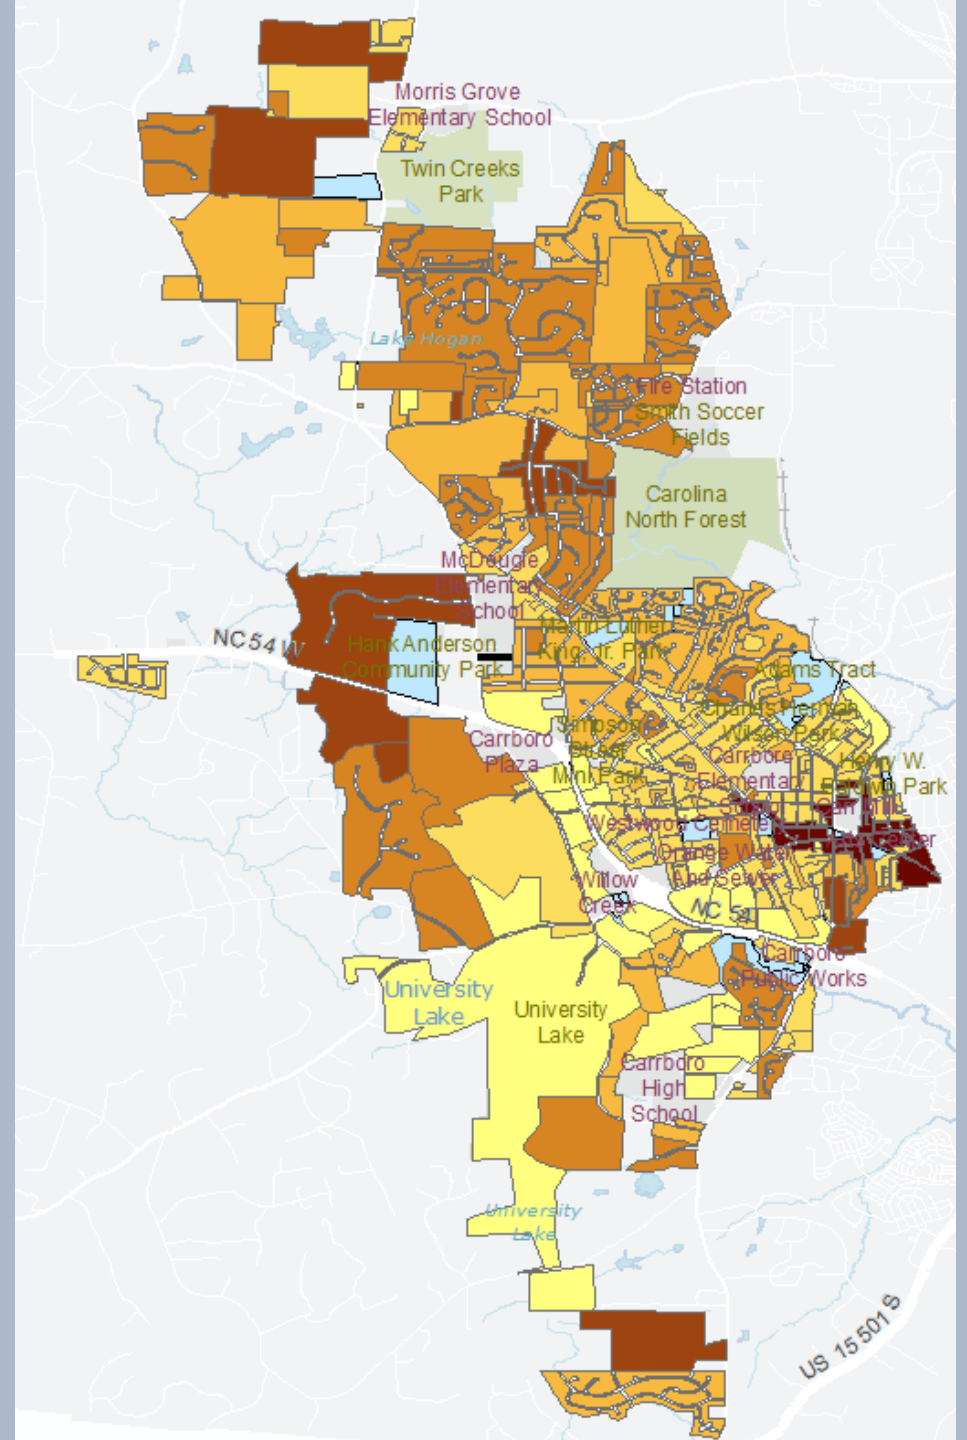 Morris Grove
Elementary School
Twin Creeks
Park
Lake Hogan
Fire Station
Smith Soccer
Fields
Carolina
North Forest
McDougle
Elementary
School
NC 54 W
Hank Anderson
Community Park
Martin Luther
King, Jr. Park
Adams Tract
Charles Herman
Wilson Park
Simpson
Street
Mini Park
Carrboro
Plaza
Carrboro
Elementary
Henry W.
Baldwin Park
Westwood Cemetery
Orange Water
And Sewer
Willow
Creek
NC 54
Carrboro
Public Works
University
Lake
University
Lake
Carrboro
High
School
University
Lake
US 15 501 S